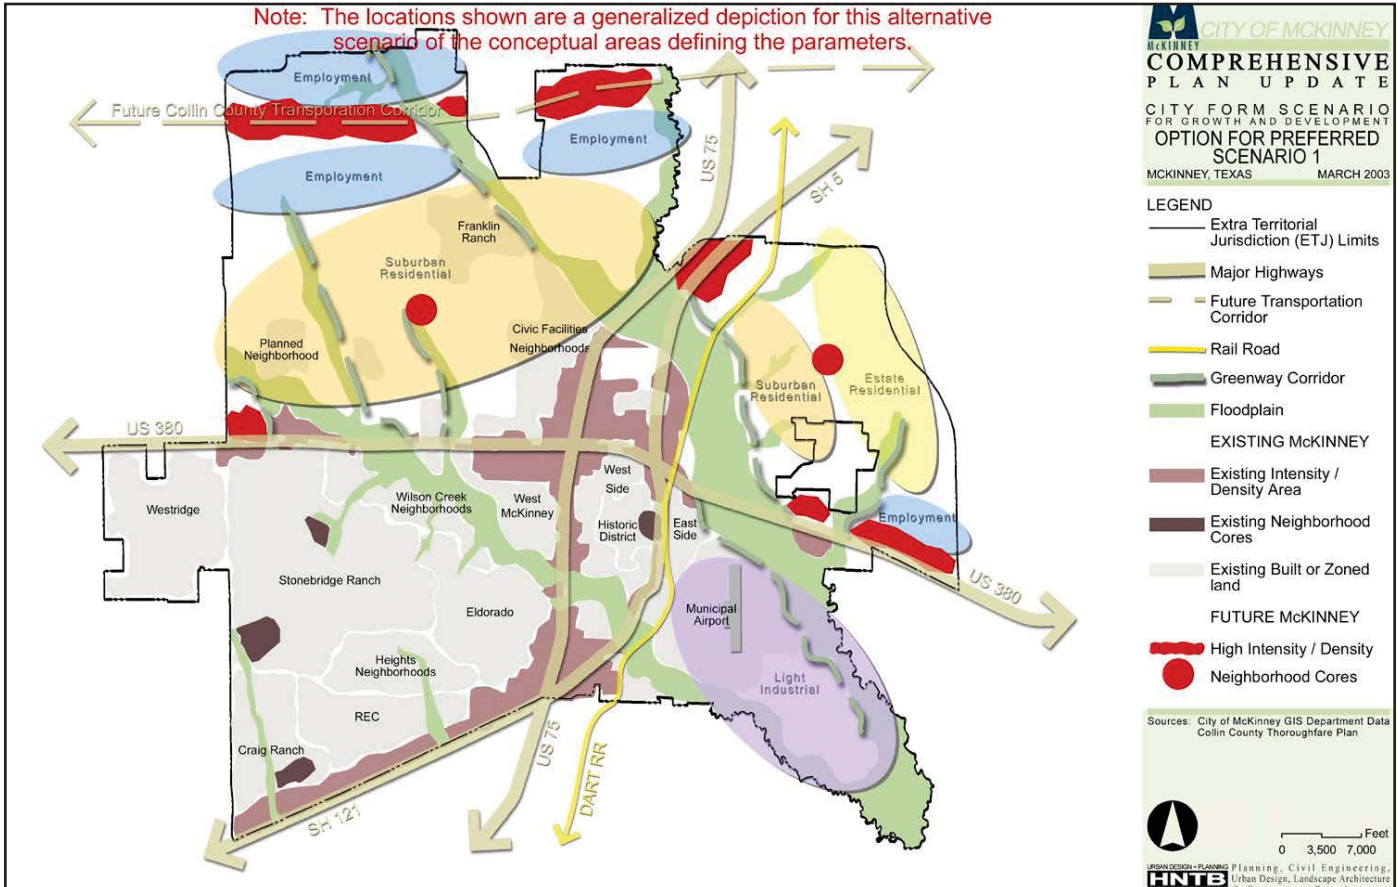 Note: The locations shown are a generalized depiction for this alternative
scenario of the conceptual areas defining the parameters.
Employment
Future Collin County Transporation Corridor
Employment
Employment
US 75
SH 5
Franklin
Ranch
Suburban
Residential
Civic Facilities
Neighborhoods
Planned
Neighborhood
Suburban
Residential
Estate
Residential
US 380
Westridge
Wilson Creek
Neighborhoods
West
McKinney
West
Side
Historic
District
East
Side
Employment
US 380
Stonebridge Ranch
Eldorado
Municipal
Airport
Heights
Neighborhoods
Light
Industrial
REC
Craig Ranch
US 75
DART RR
SH 121
McKINNEY
CITY OF MCKINNEY
COMPREHENSIVE
PLAN UPDATE
CITY FORM SCENARIO
FOR GROWTH AND DEVELOPMENT
OPTION FOR PREFERRED
SCENARIO 1
MCKINNEY, TEXAS MARCH 2003
LEGEND
Extra Territorial
Jurisdiction (ETJ) Limits
Major Highways
Future Transportation
Corridor
Rail Road
Greenway Corridor
Floodplain
EXISTING McKINNEY
Existing Intensity /
Density Area
Existing Neighborhood
Cores
Existing Built or Zoned
land
FUTURE McKINNEY
High Intensity / Density
Neighborhood Cores
Sources: City of McKinney GIS Department Data
Collin County Thoroughfare Plan
Feet
0 3,500 7,000
URBAN DESIGN + PLANNING
HNTB
Planning, Civil Engineering,
Urban Design, Landscape Architecture